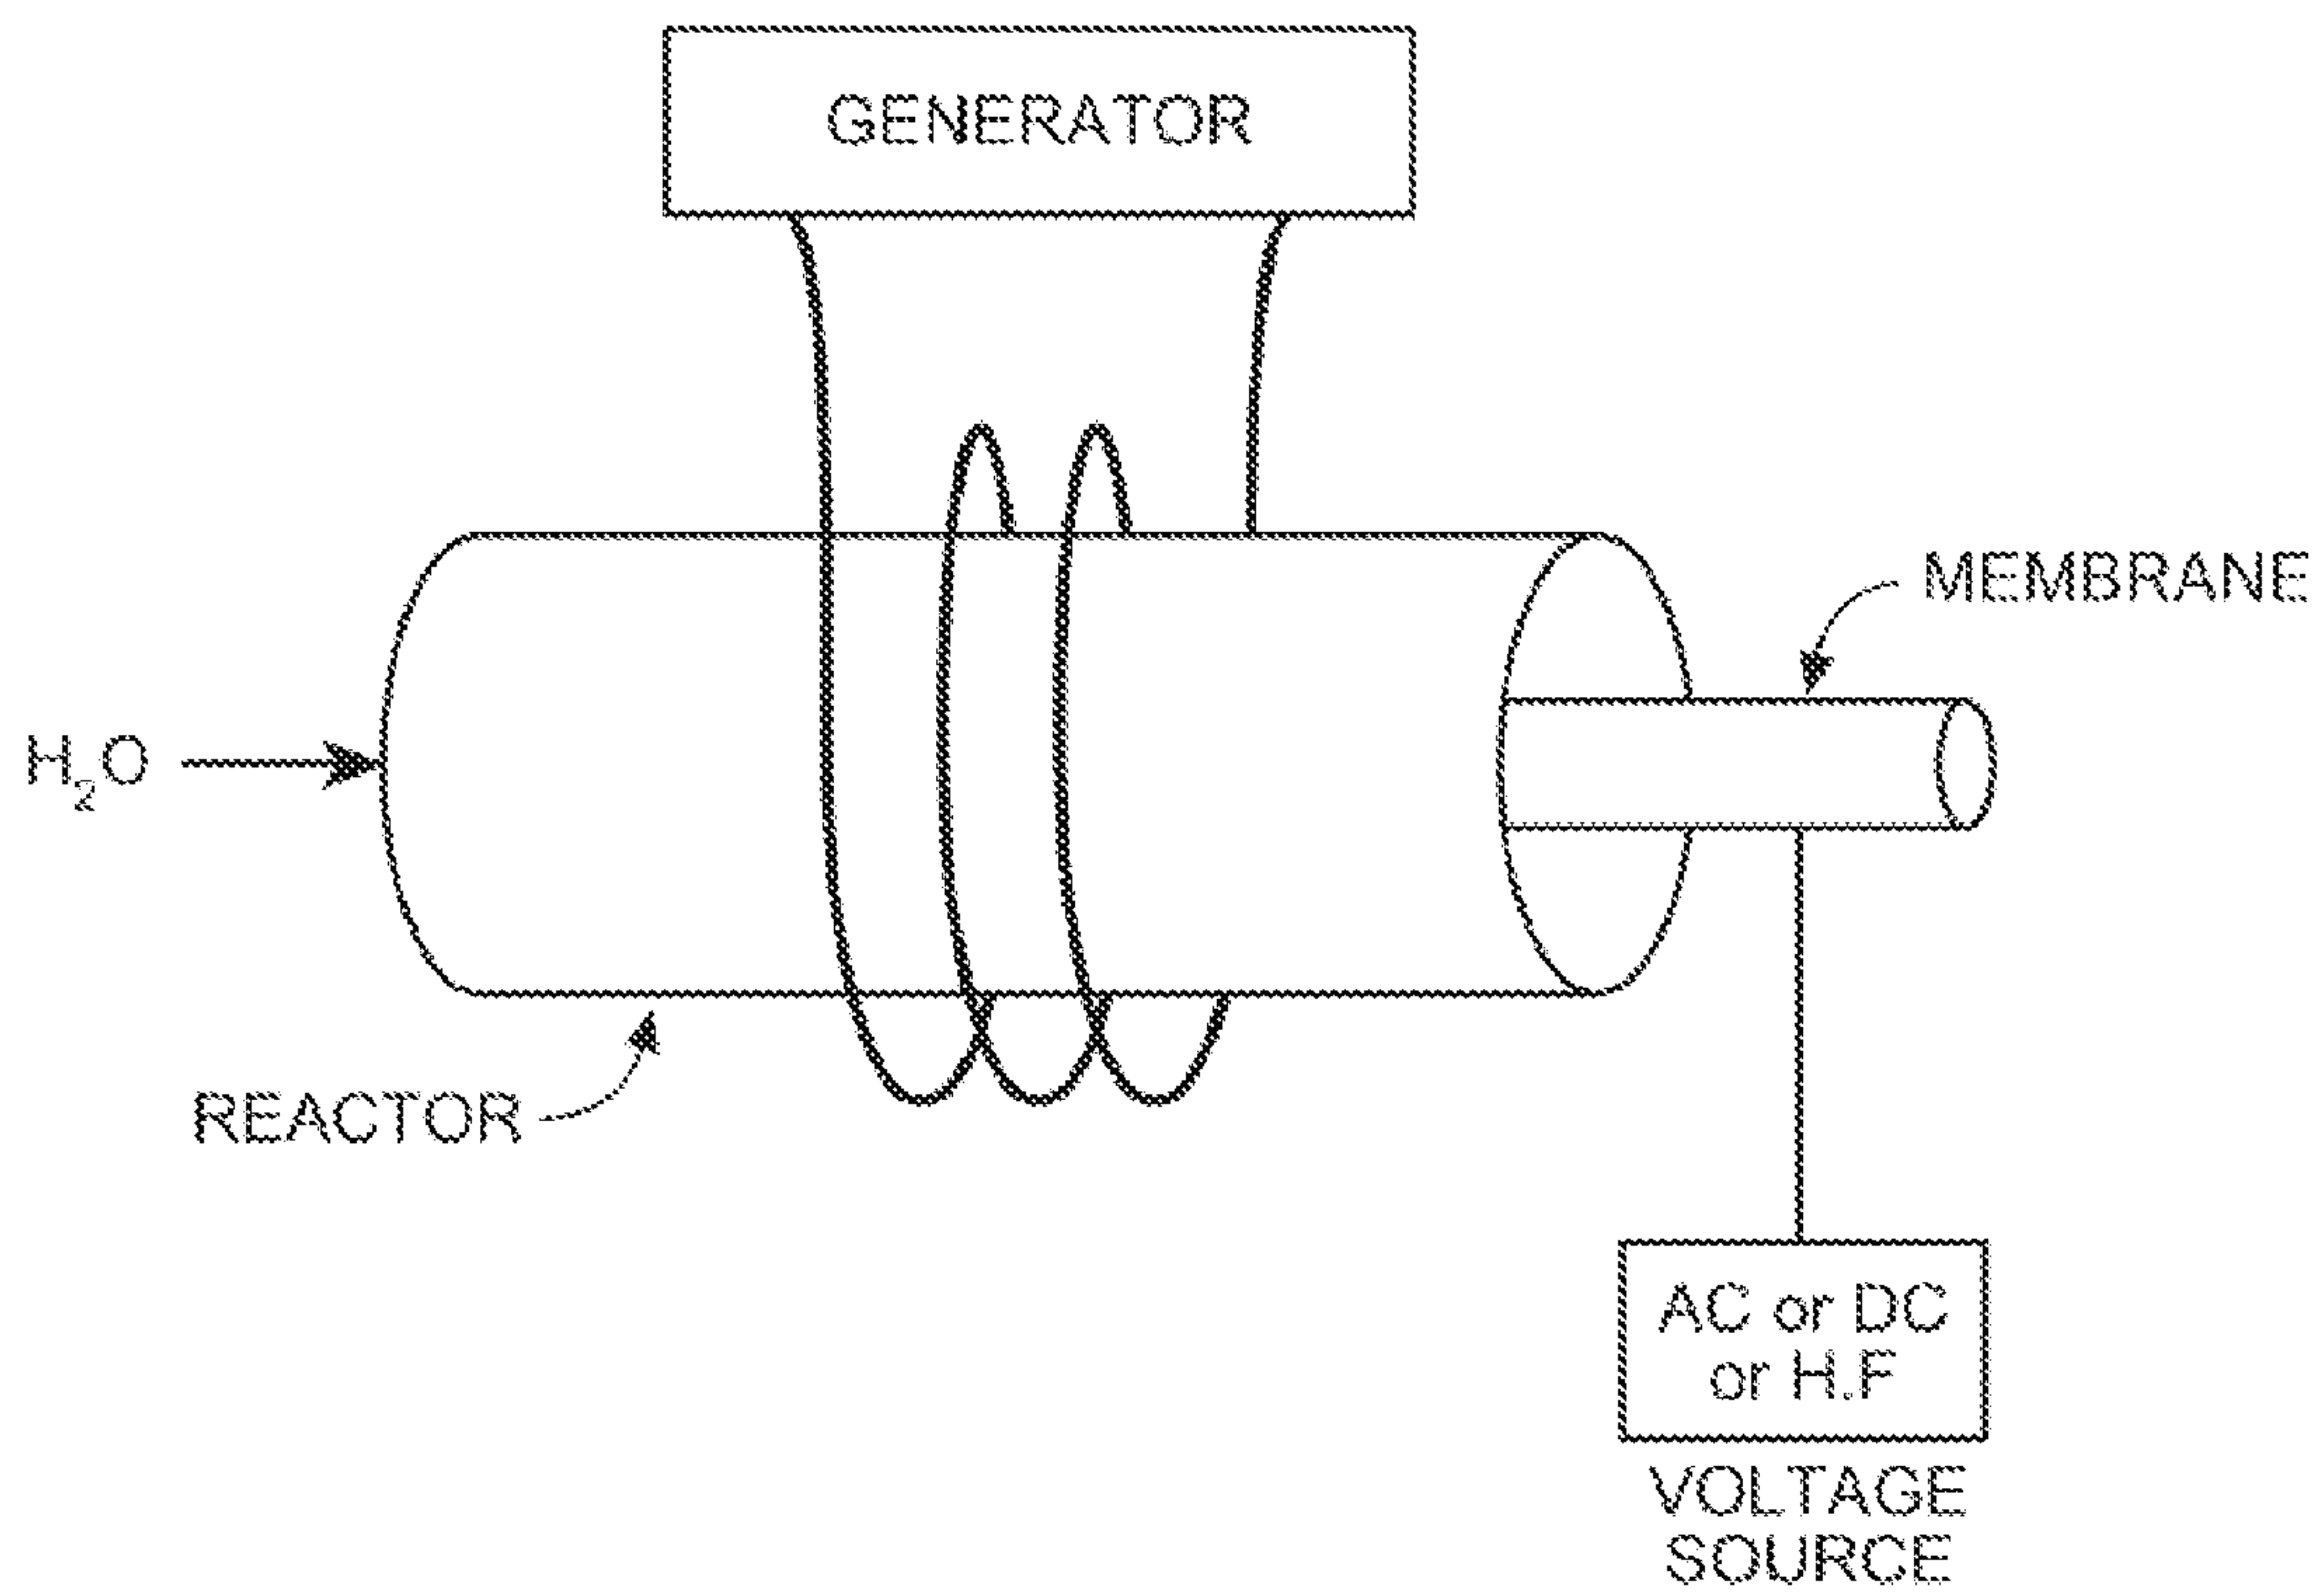 GENERATOR
MEMBRANE
H₂O
REACTOR
AC or DC
or H.F
VOLTAGE
SOURCE